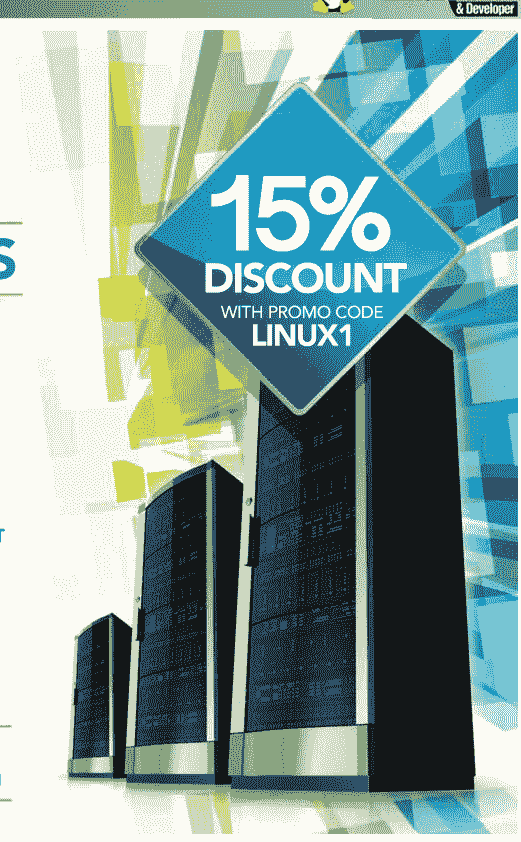 & Developer
S
15%
DISCOUNT
WITH PROMO CODE
LINUX1
T